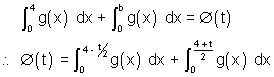 ∫₀⁴ g(x) dx + ∫₀ᵇ g(x) dx = ∅(t)
∴ ∅(t) = ∫₀^(4 - 1/2) g(x) dx + ∫₀^((4+t)/2) g(x) dx